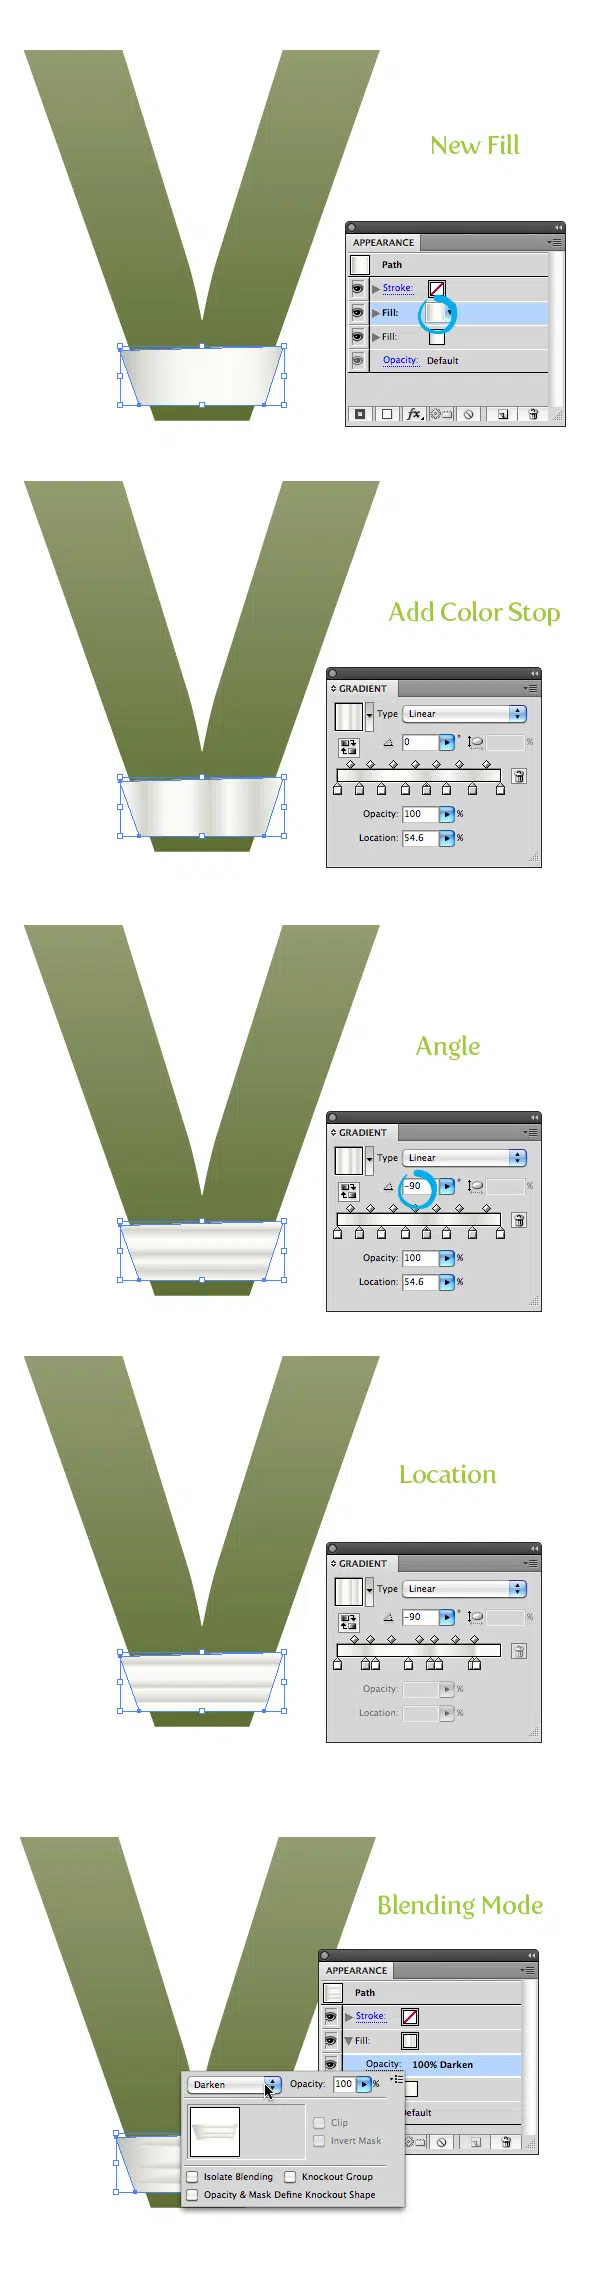 New Fill
APPEARANCE
Path
Stroke:
Fill:
Fill:
Opacity: Default
fx
Add Color Stop
GRADIENT
Type Linear
0 ° %
Opacity: 100 %
Location: 54.6 %
Angle
GRADIENT
Type Linear
-90 ° %
Opacity: 100 %
Location: 54.6 %
Location
GRADIENT
Type Linear
-90 ° %
Opacity: %
Location: %
Blending Mode
APPEARANCE
Path
Stroke:
Fill:
Opacity: 100% Darken
Darken Opacity: 100 %
efault
Clip
Invert Mask
Isolate Blending Knockout Group
Opacity & Mask Define Knockout Shape